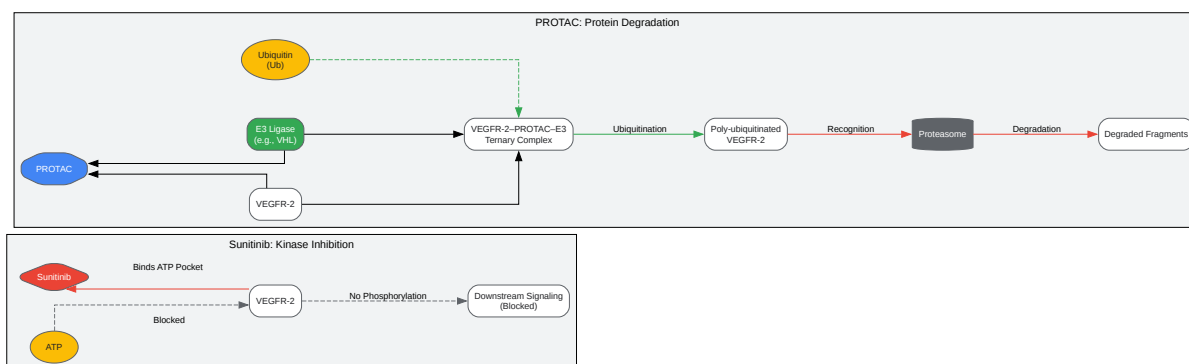 PROTAC: Protein Degradation
Ubiquitin
(Ub)
E3 Ligase
(e.g., VHL)
VEGFR-2–PROTAC–E3
Ternary Complex
Ubiquitination
Poly-ubiquitinated
VEGFR-2
Recognition
Proteasome
Degradation
Degraded Fragments
PROTAC
VEGFR-2
Sunitinib: Kinase Inhibition
Sunitinib
Binds ATP Pocket
VEGFR-2
No Phosphorylation
Downstream Signaling
(Blocked)
Blocked
ATP